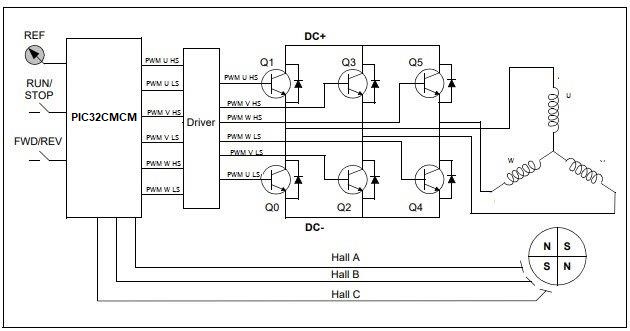 REF
RUN/
STOP
FWD/REV
PIC32CMCM
PWM U HS
PWM U LS
PWM V HS
PWM V LS
PWM W HS
PWM W LS
Driver
PWM U HS
PWM V HS
PWM W HS
PWM W LS
PWM V LS
PWM U LS
DC+
Q1
Q3
Q5
Q0
Q2
Q4
DC-
U
W
Hall A
Hall B
Hall C
N S
S N